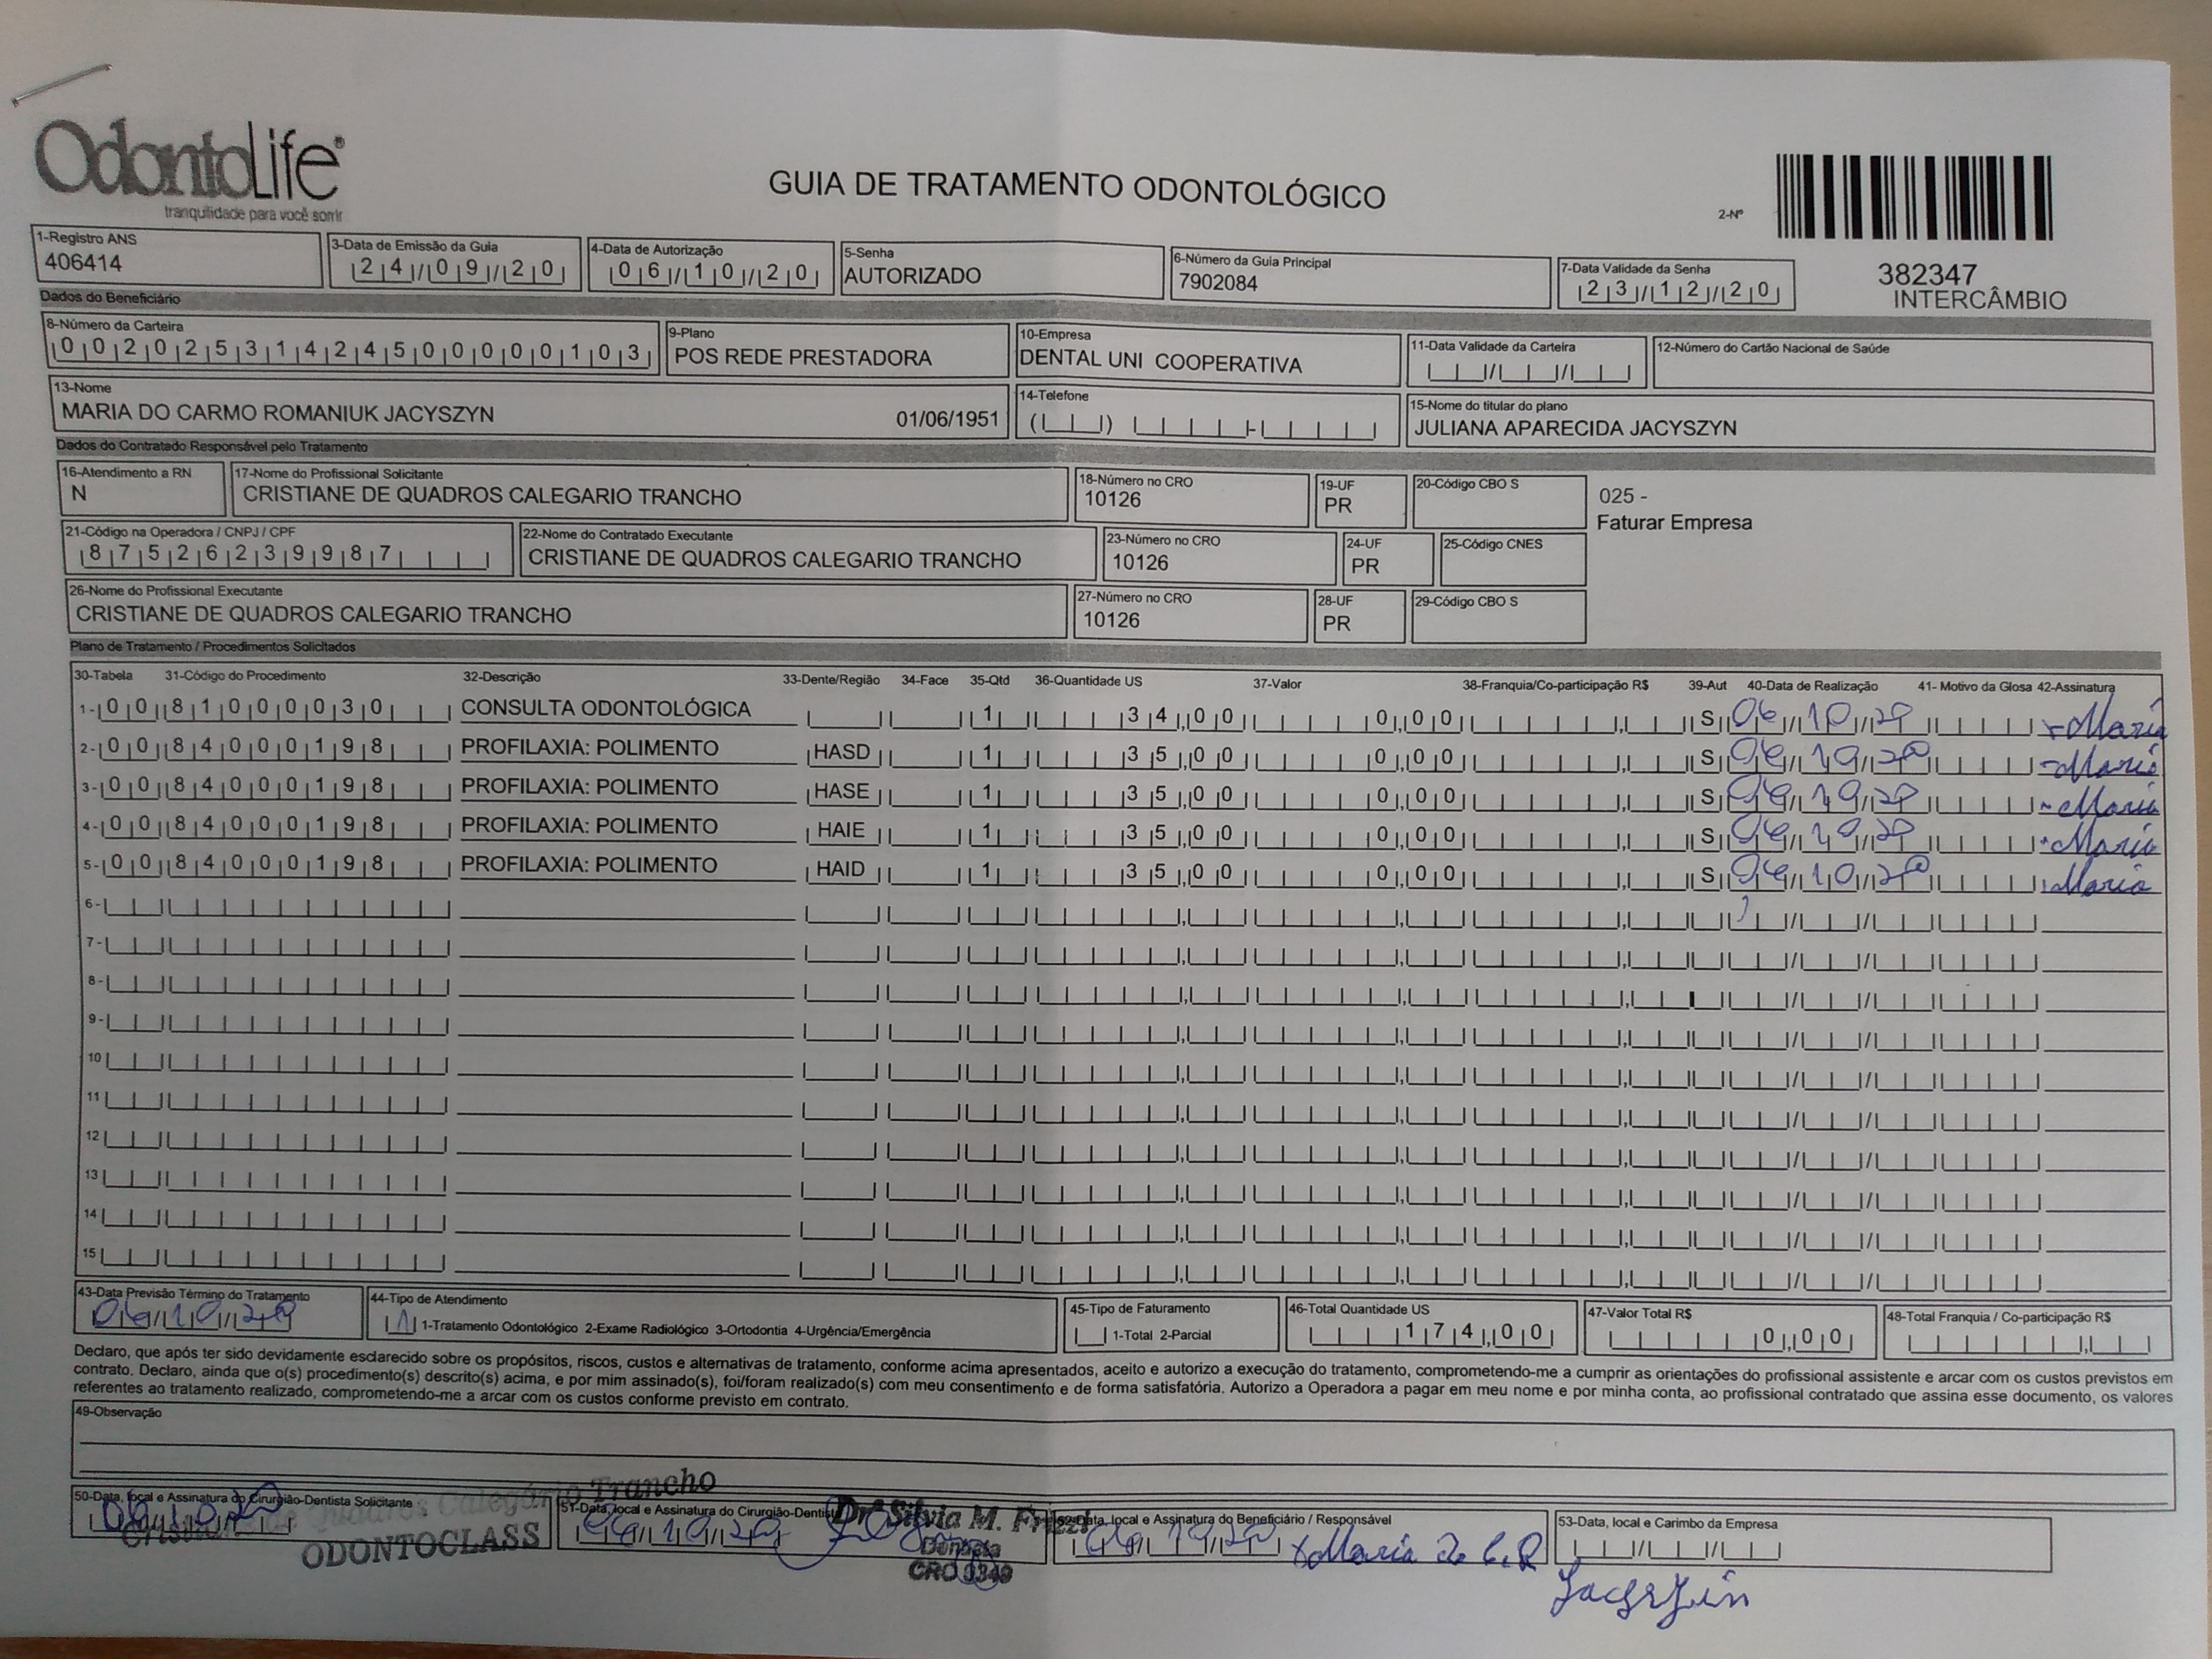 OdontoLife®
tranquilidade para você sorrir
GUIA DE TRATAMENTO ODONTOLÓGICO
2-Nº
382347
INTERCÂMBIO
1-Registro ANS
406414
3-Data de Emissão da Guia
24/09/20
4-Data de Autorização
06/10/20
5-Senha
AUTORIZADO
6-Número da Guia Principal
7902084
7-Data Validade da Senha
23/12/20
Dados do Beneficiário
8-Número da Carteira
00202531424500000103
9-Plano
POS REDE PRESTADORA
10-Empresa
DENTAL UNI COOPERATIVA
11-Data Validade da Carteira
12-Número do Cartão Nacional de Saúde
13-Nome
MARIA DO CARMO ROMANIUK JACYSZYN 01/06/1951
14-Telefone
15-Nome do titular do plano
JULIANA APARECIDA JACYSZYN
Dados do Contratado Responsável pelo Tratamento
16-Atendimento a RN
N
17-Nome do Profissional Solicitante
CRISTIANE DE QUADROS CALEGARIO TRANCHO
18-Número no CRO
10126
19-UF
PR
20-Código CBO S
025 -
Faturar Empresa
21-Código na Operadora / CNPJ / CPF
87526239987
22-Nome do Contratado Executante
CRISTIANE DE QUADROS CALEGARIO TRANCHO
23-Número no CRO
10126
24-UF
PR
25-Código CNES
26-Nome do Profissional Executante
CRISTIANE DE QUADROS CALEGARIO TRANCHO
27-Número no CRO
10126
28-UF
PR
29-Código CBO S
Plano de Tratamento / Procedimentos Solicitados
30-Tabela 31-Código do Procedimento 32-Descrição 33-Dente/Região 34-Face 35-Qtd 36-Quantidade US 37-Valor 38-Franquia/Co-participação R$ 39-Aut 40-Data de Realização 41- Motivo da Glosa 42-Assinatura
1- 00 81000030 CONSULTA ODONTOLÓGICA 1 34,00 0,00 S 06/10/20 Maria
2- 00 84000198 PROFILAXIA: POLIMENTO HASD 1 35,00 0,00 S 06/10/20 Maria
3- 00 84000198 PROFILAXIA: POLIMENTO HASE 1 35,00 0,00 S 06/10/20 Maria
4- 00 84000198 PROFILAXIA: POLIMENTO HAIE 1 35,00 0,00 S 06/10/20 Maria
5- 00 84000198 PROFILAXIA: POLIMENTO HAID 1 35,00 0,00 S 06/10/20 Maria
6-
7-
8-
9-
10
11
12
13
14
15
43-Data Previsão Término do Tratamento
06/10/20
44-Tipo de Atendimento
1 1-Tratamento Odontológico 2-Exame Radiológico 3-Ortodontia 4-Urgência/Emergência
45-Tipo de Faturamento
1-Total 2-Parcial
46-Total Quantidade US
174,00
47-Valor Total R$
0,00
48-Total Franquia / Co-participação R$
Declaro, que após ter sido devidamente esclarecido sobre os propósitos, riscos, custos e alternativas de tratamento, conforme acima apresentados, aceito e autorizo a execução do tratamento, comprometendo-me a cumprir as orientações do profissional assistente e arcar com os custos previstos em
contrato. Declaro, ainda que o(s) procedimento(s) descrito(s) acima, e por mim assinado(s), foi/foram realizado(s) com meu consentimento e de forma satisfatória. Autorizo a Operadora a pagar em meu nome e por minha conta, ao profissional contratado que assina esse documento, os valores
referentes ao tratamento realizado, comprometendo-me a arcar com os custos conforme previsto em contrato.
49-Observação
50-Data, local e Assinatura do Cirurgião-Dentista Solicitante
06/10/20
Calegário Trancho
ODONTOCLASS
51-Data, local e Assinatura do Cirurgião-Dentista
06/10/20
Silvia M.
Dentista
CRO
52-Data, local e Assinatura do Beneficiário / Responsável
06/10/20 Maria do C.R
Jacyszyn
53-Data, local e Carimbo da Empresa